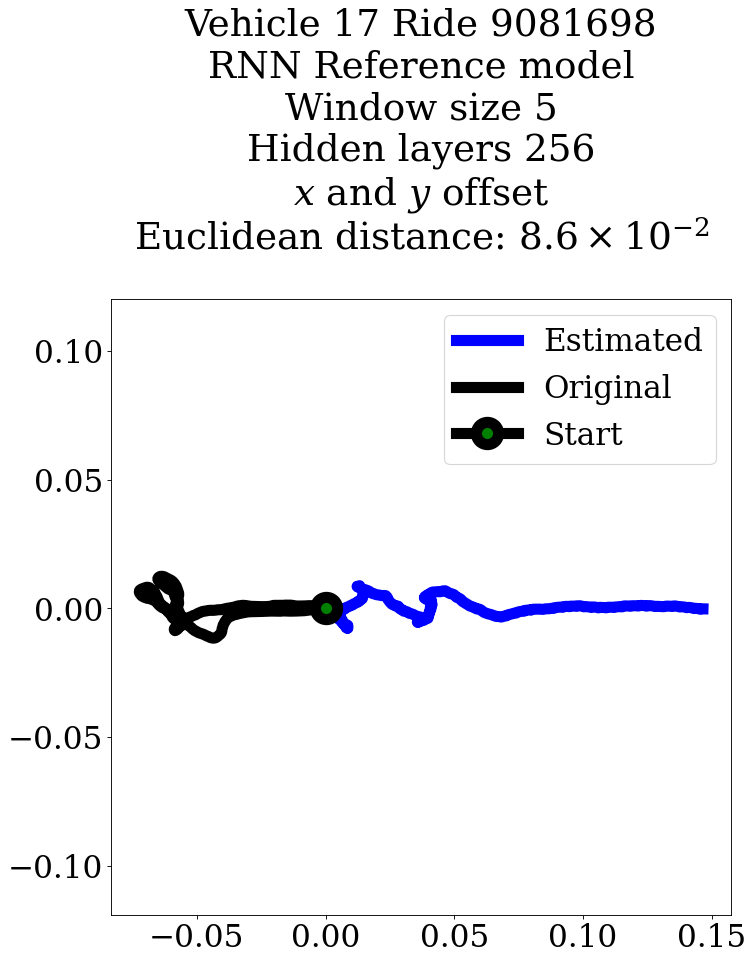 Vehicle 17 Ride 9081698
RNN Reference model
Window size 5
Hidden layers 256
x and y offset
Euclidean distance: 8.6 × 10⁻²
Estimated
Original
Start
0.10
0.05
0.00
−0.05
−0.10
−0.05 0.00 0.05 0.10 0.15